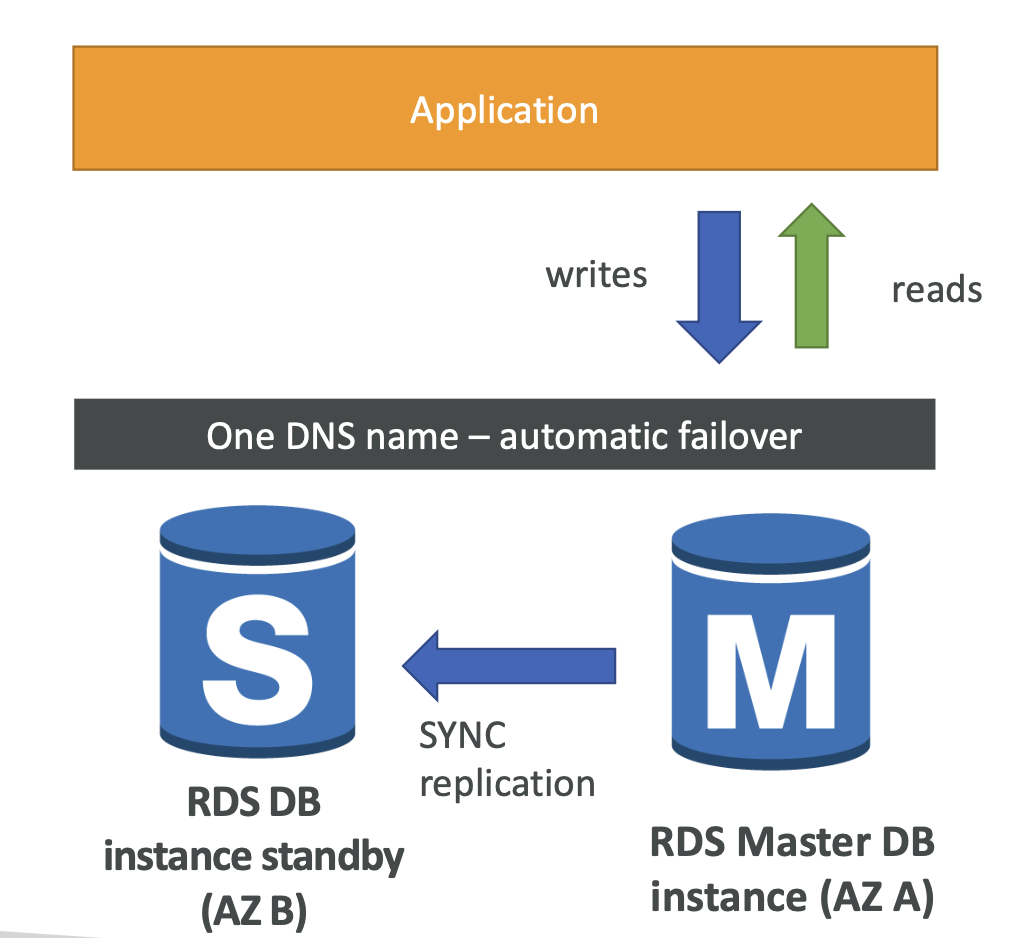 Application
writes
reads
One DNS name – automatic failover
S
M
SYNC
replication
RDS DB
instance standby
(AZ B)
RDS Master DB
instance (AZ A)